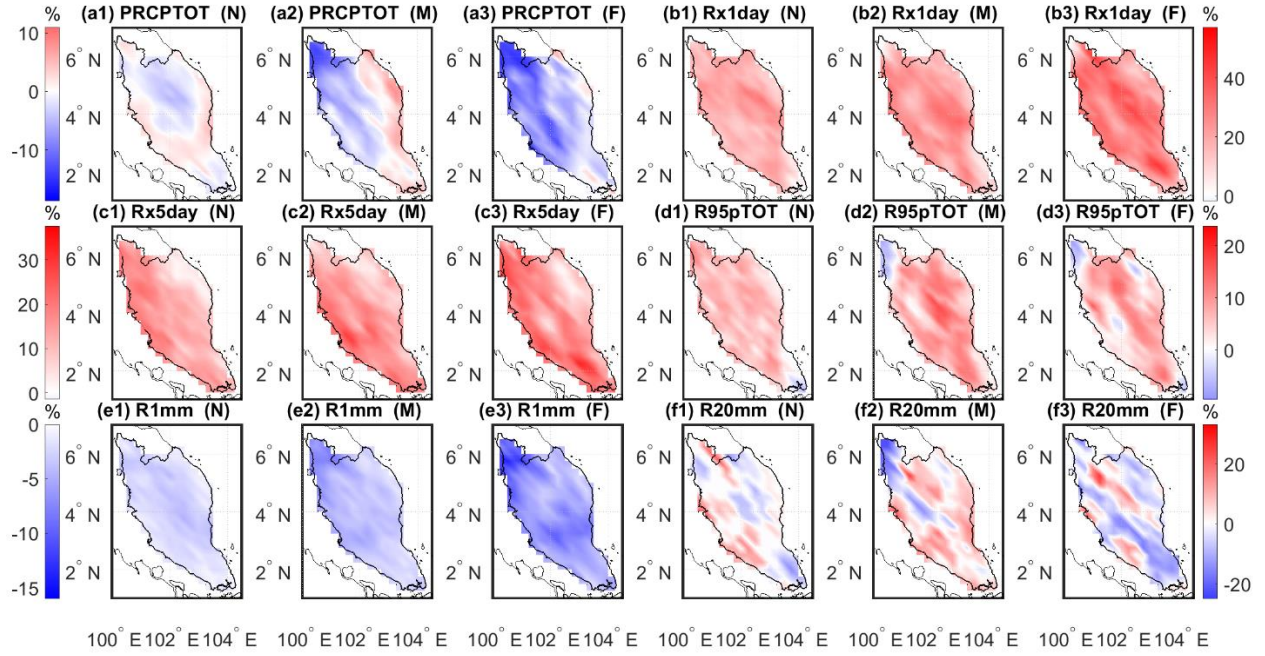 % (a1) PRCPTOT (N) (a2) PRCPTOT (M) (a3) PRCPTOT (F) (b1) Rx1day (N) (b2) Rx1day (M) (b3) Rx1day (F) %
10
0
-10
6° N
4° N
2° N
6° N
4° N
2° N
6° N
4° N
2° N
6° N
4° N
2° N
6° N
4° N
2° N
6° N
4° N
2° N
40
20
0
% (c1) Rx5day (N) (c2) Rx5day (M) (c3) Rx5day (F) (d1) R95pTOT (N) (d2) R95pTOT (M) (d3) R95pTOT (F) %
30
20
10
0
6° N
4° N
2° N
6° N
4° N
2° N
6° N
4° N
2° N
6° N
4° N
2° N
6° N
4° N
2° N
6° N
4° N
2° N
20
10
0
% (e1) R1mm (N) (e2) R1mm (M) (e3) R1mm (F) (f1) R20mm (N) (f2) R20mm (M) (f3) R20mm (F) %
0
-5
-10
-15
6° N
4° N
2° N
6° N
4° N
2° N
6° N
4° N
2° N
6° N
4° N
2° N
6° N
4° N
2° N
6° N
4° N
2° N
20
0
-20
100° E 102° E 104° E 100° E 102° E 104° E 100° E 102° E 104° E 100° E 102° E 104° E 100° E 102° E 104° E 100° E 102° E 104° E